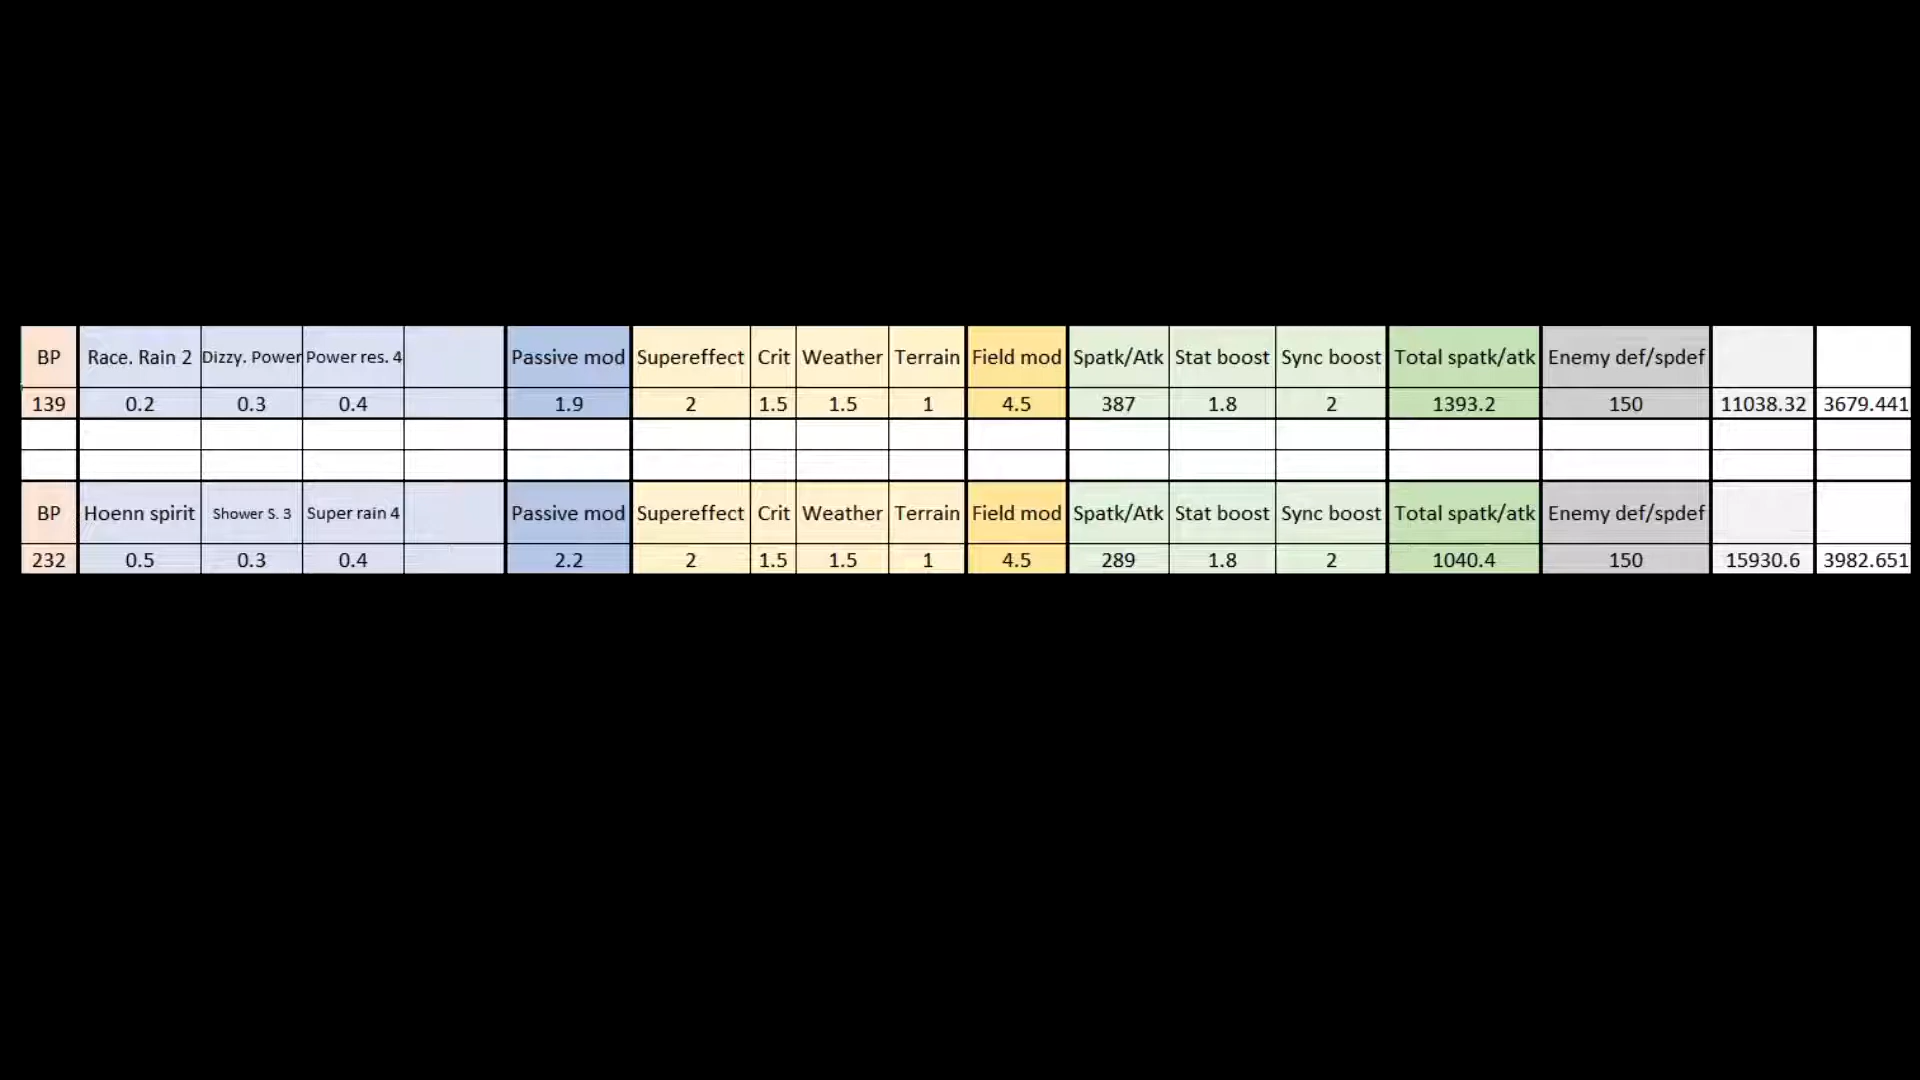 BP Race. Rain 2 Dizzy. Power Power res. 4 Passive mod Supereffect Crit Weather Terrain Field mod Spatk/Atk Stat boost Sync boost Total spatk/atk Enemy def/spdef
139 0.2 0.3 0.4 1.9 2 1.5 1.5 1 4.5 387 1.8 2 1393.2 150 11038.32 3679.441
BP Hoenn spirit Shower S. 3 Super rain 4 Passive mod Supereffect Crit Weather Terrain Field mod Spatk/Atk Stat boost Sync boost Total spatk/atk Enemy def/spdef
232 0.5 0.3 0.4 2.2 2 1.5 1.5 1 4.5 289 1.8 2 1040.4 150 15930.6 3982.651